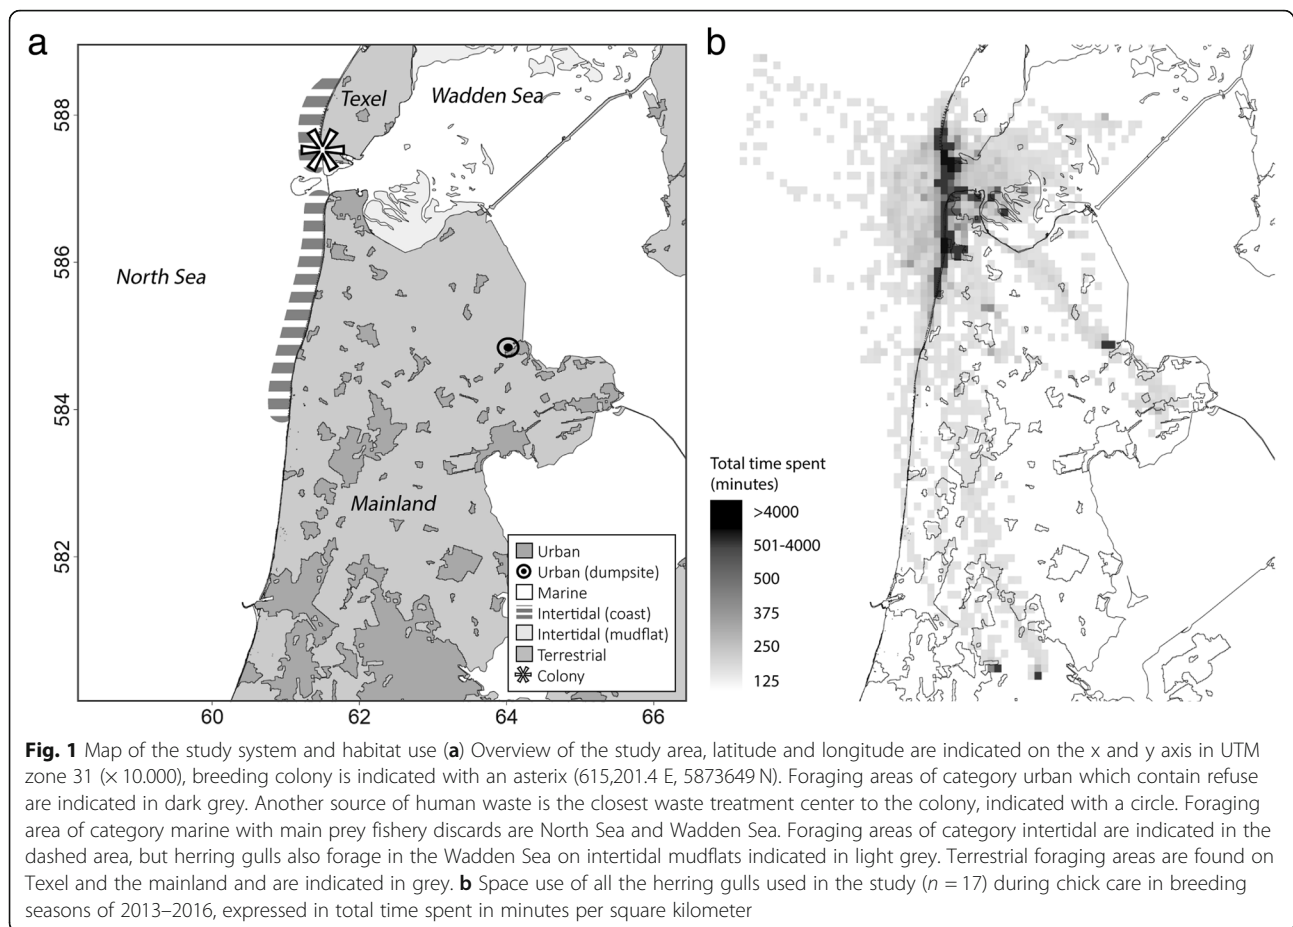 a
b
588
586
584
582
60
62
64
66
Texel
Wadden Sea
North Sea
Mainland
Urban
Urban (dumpsite)
Marine
Intertidal (coast)
Intertidal (mudflat)
Terrestrial
Colony
Total time spent
(minutes)
>4000
501-4000
500
375
250
125
Fig. 1 Map of the study system and habitat use (a) Overview of the study area, latitude and longitude are indicated on the x and y axis in UTM
zone 31 (× 10.000), breeding colony is indicated with an asterix (615,201.4 E, 5873649 N). Foraging areas of category urban which contain refuse
are indicated in dark grey. Another source of human waste is the closest waste treatment center to the colony, indicated with a circle. Foraging
area of category marine with main prey fishery discards are North Sea and Wadden Sea. Foraging areas of category intertidal are indicated in the
dashed area, but herring gulls also forage in the Wadden Sea on intertidal mudflats indicated in light grey. Terrestrial foraging areas are found on
Texel and the mainland and are indicated in grey. b Space use of all the herring gulls used in the study (n = 17) during chick care in breeding
seasons of 2013–2016, expressed in total time spent in minutes per square kilometer